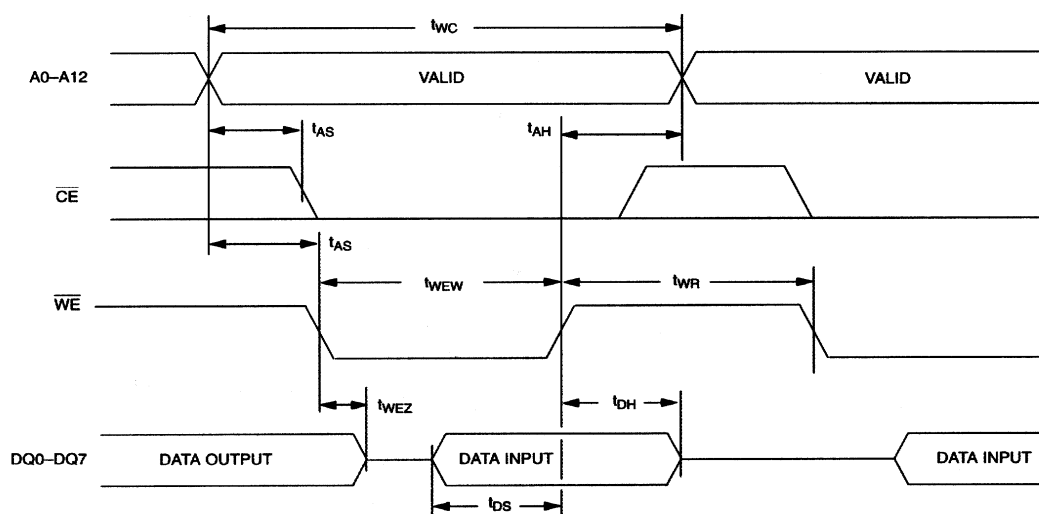 tWC
A0–A12
VALID
VALID
tAS
tAH
CE
tAS
tWEW
tWR
WE
tWEZ
tDH
DQ0–DQ7
DATA OUTPUT
DATA INPUT
DATA INPUT
tDS